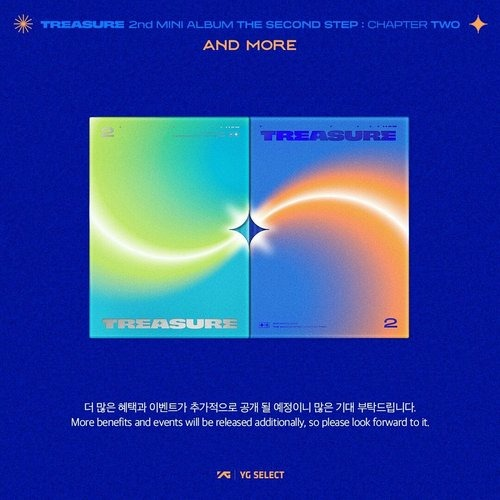 TREASURE 2nd MINI ALBUM THE SECOND STEP : CHAPTER TWO
AND MORE
2
TREASURE
TREASURE
2
더 많은 혜택과 이벤트가 추가적으로 공개 될 예정이니 많은 기대 부탁드립니다.
More benefits and events will be released additionally, so please look forward to it.
YG | YG SELECT